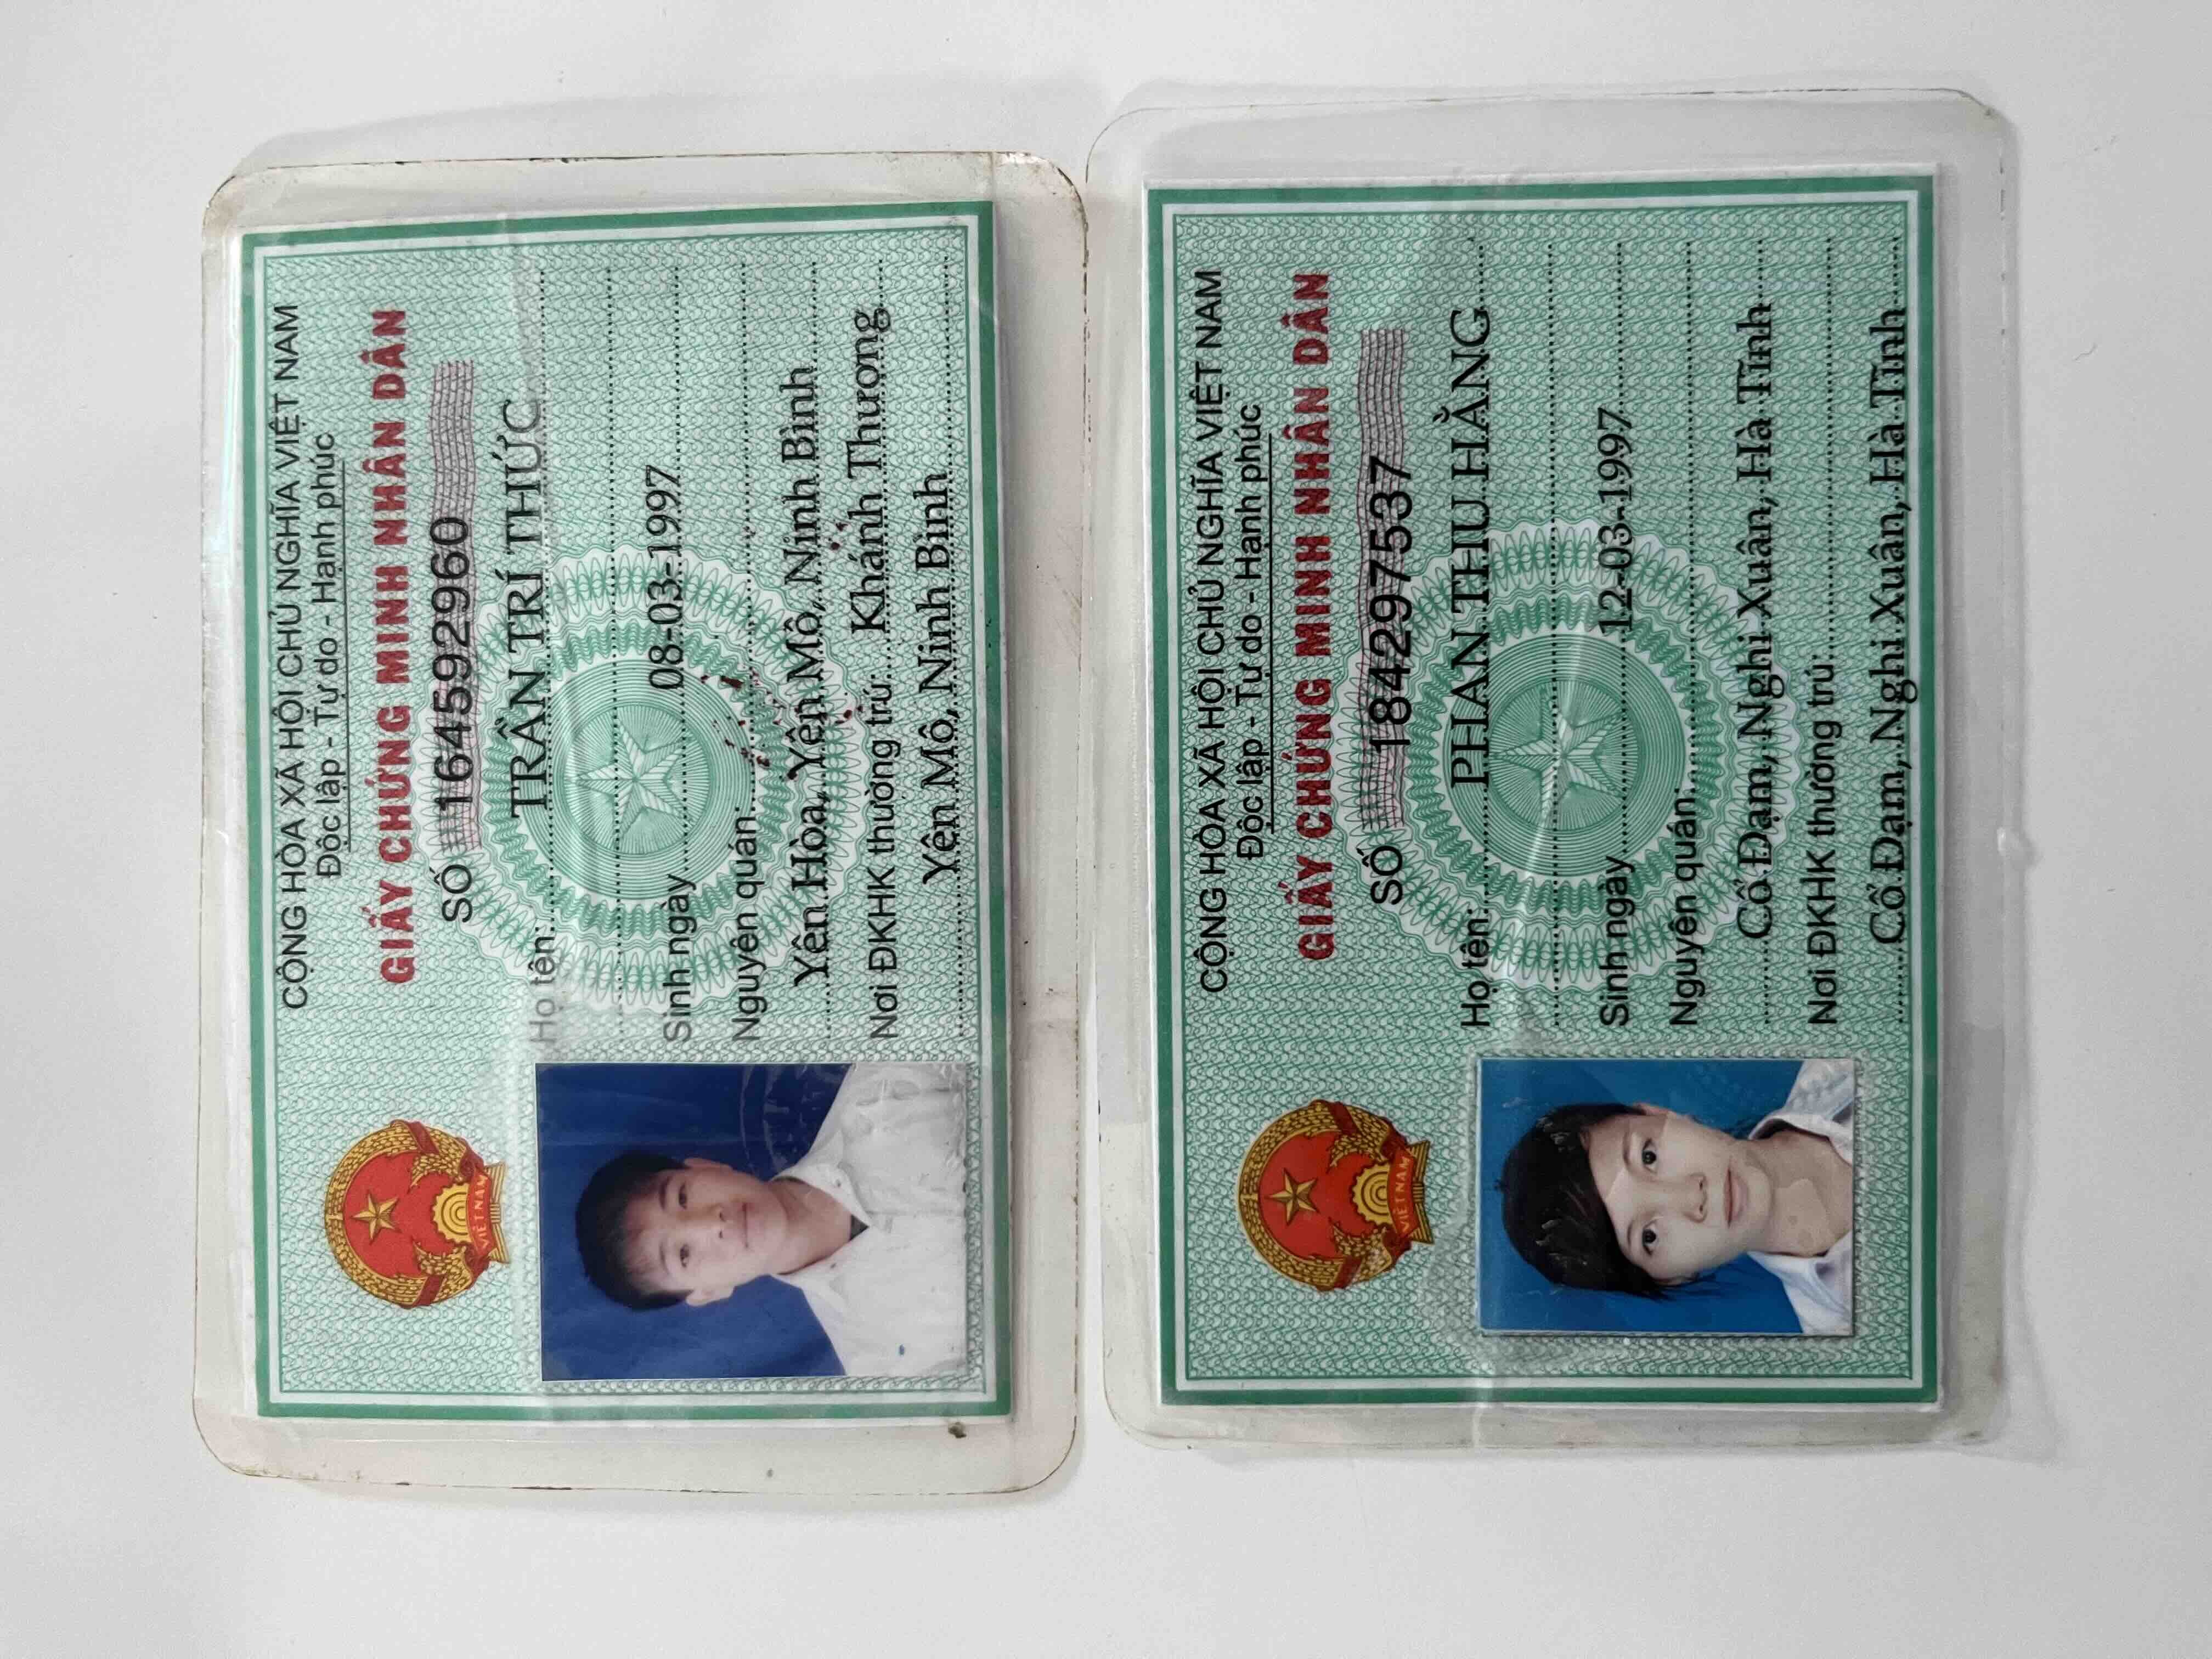 CỘNG HÒA XÃ HỘI CHỦ NGHĨA VIỆT NAM
Độc lập - Tự do - Hạnh phúc
GIẤY CHỨNG MINH NHÂN DÂN
SỐ 164592960
Họ tên: TRẦN TRÍ THỨC
Sinh ngày 08-03-1997
Nguyên quán
Yên Hòa, Yên Mô, Ninh Bình
Nơi ĐKHK thường trú: Khánh Thượng
Yên Mô, Ninh Bình
VIỆT NAM
CỘNG HÒA XÃ HỘI CHỦ NGHĨA VIỆT NAM
Độc lập - Tự do - Hạnh phúc
GIẤY CHỨNG MINH NHÂN DÂN
SỐ 184297537
Họ tên: PHAN THU HẰNG
Sinh ngày 12-03-1997
Nguyên quán
Cổ Đạm, Nghi Xuân, Hà Tĩnh
Nơi ĐKHK thường trú
Cổ Đạm, Nghi Xuân, Hà Tĩnh
VIỆT NAM